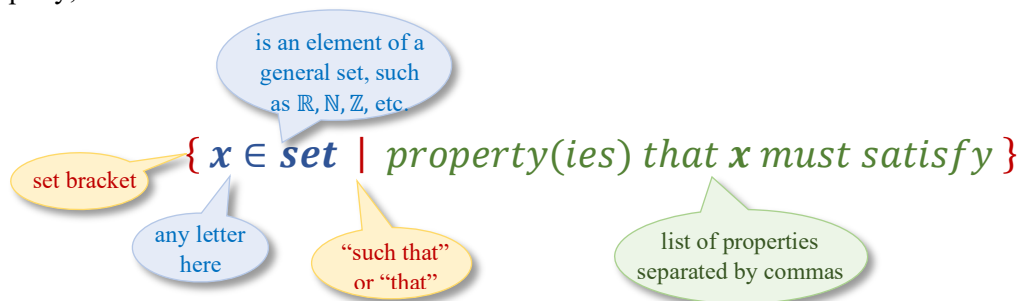 is an element of a
general set, such
as ℝ, ℕ, ℤ, etc.
{ x ∈ set | property(ies) that x must satisfy }
set bracket
any letter
here
“such that”
or “that”
list of properties
separated by commas